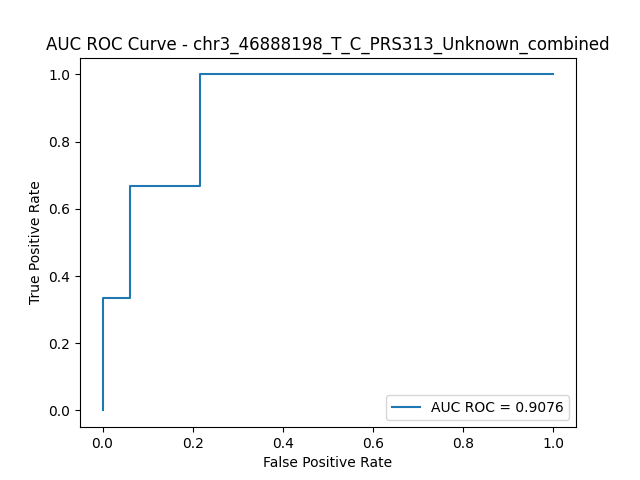 AUC ROC Curve - chr3_46888198_T_C_PRS313_Unknown_combined
True Positive Rate
1.0
0.8
0.6
0.4
0.2
0.0
AUC ROC = 0.9076
0.0 0.2 0.4 0.6 0.8 1.0
False Positive Rate